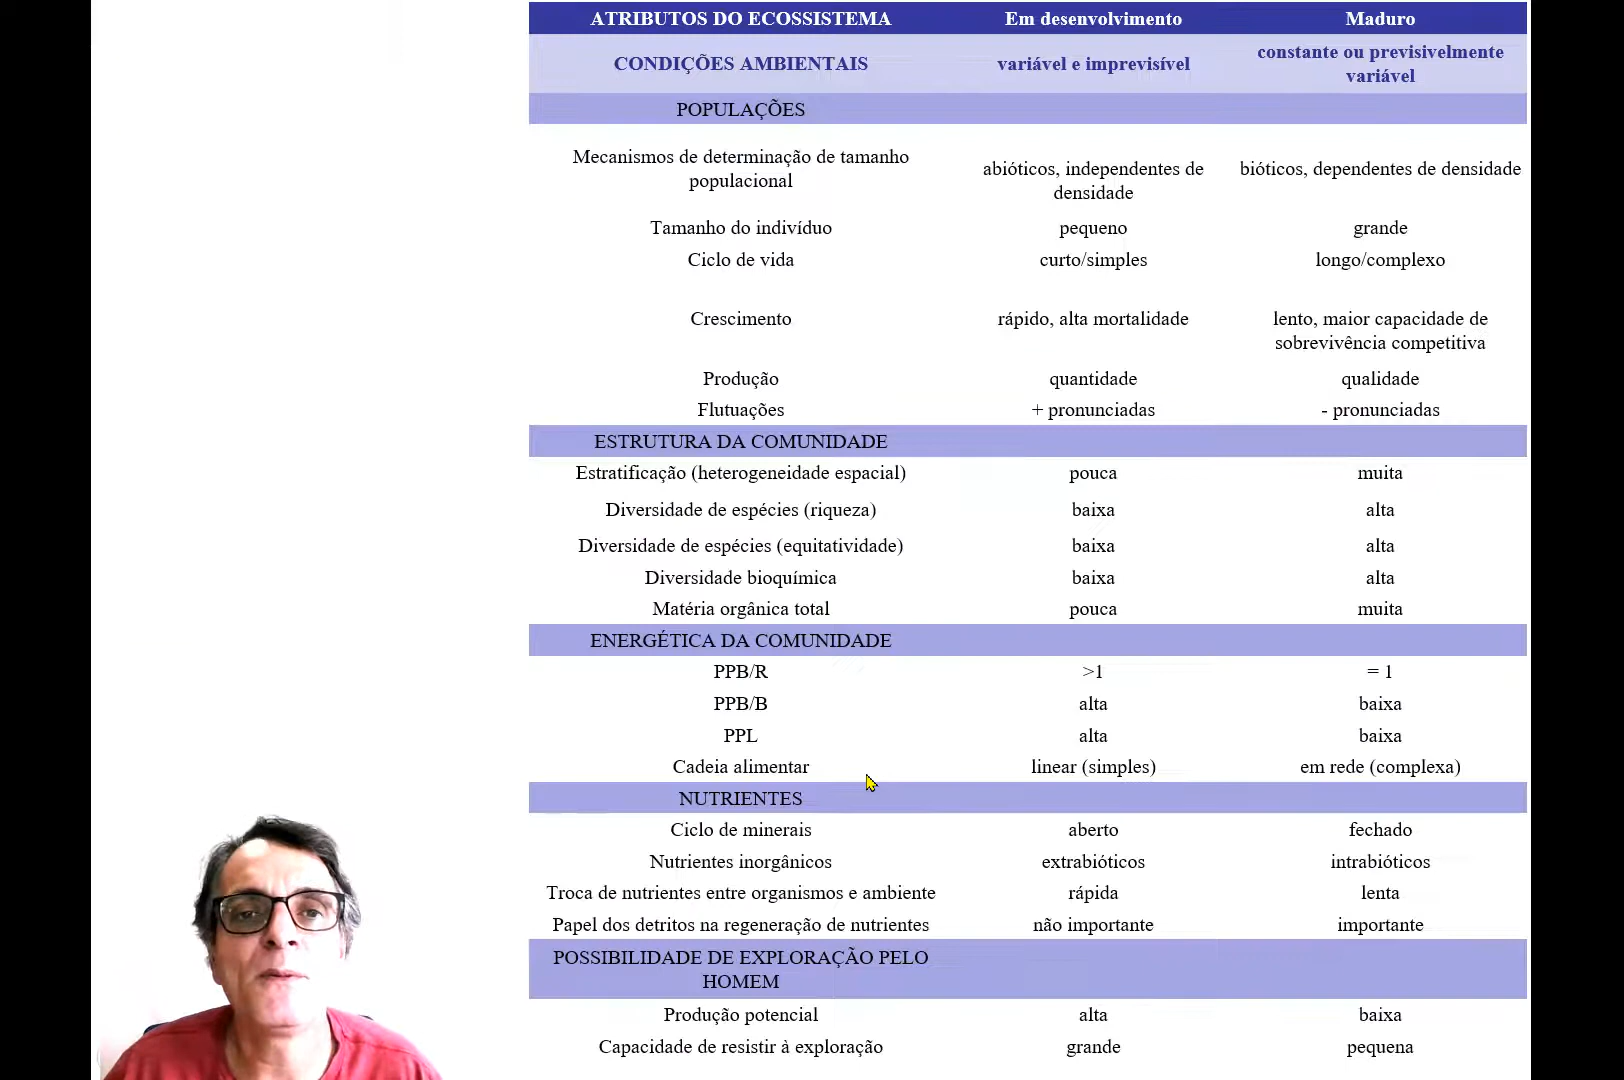 ATRIBUTOS DO ECOSSISTEMA Em desenvolvimento Maduro
CONDIÇÕES AMBIENTAIS variável e imprevisível constante ou previsivelmente variável
POPULAÇÕES
Mecanismos de determinação de tamanho populacional abióticos, independentes de densidade bióticos, dependentes de densidade
Tamanho do indivíduo pequeno grande
Ciclo de vida curto/simples longo/complexo
Crescimento rápido, alta mortalidade lento, maior capacidade de sobrevivência competitiva
Produção quantidade qualidade
Flutuações + pronunciadas - pronunciadas
ESTRUTURA DA COMUNIDADE
Estratificação (heterogeneidade espacial) pouca muita
Diversidade de espécies (riqueza) baixa alta
Diversidade de espécies (equitatividade) baixa alta
Diversidade bioquímica baixa alta
Matéria orgânica total pouca muita
ENERGÉTICA DA COMUNIDADE
PPB/R >1 = 1
PPB/B alta baixa
PPL alta baixa
Cadeia alimentar linear (simples) em rede (complexa)
NUTRIENTES
Ciclo de minerais aberto fechado
Nutrientes inorgânicos extrabióticos intrabióticos
Troca de nutrientes entre organismos e ambiente rápida lenta
Papel dos detritos na regeneração de nutrientes não importante importante
POSSIBILIDADE DE EXPLORAÇÃO PELO HOMEM
Produção potencial alta baixa
Capacidade de resistir à exploração grande pequena